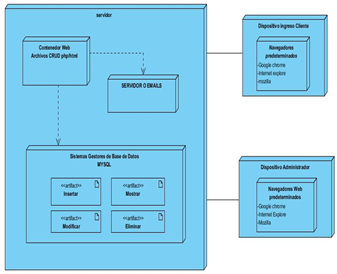 servidor
Contenedor Web
Archivos CRUD php/html
SERVIDOR O EMAILS
Sistemas Gestores de Base de Datos
MYSQL
<<artifact>>
Insertar
<<artifact>>
Mostrar
<<artifact>>
Modificar
<<artifact>>
Eliminar
Dispositivo ingreso Cliente
Navegadores
predeterminados
-Google chrome
-Internet explore
-mozilla
Dispositivo Administrador
Navegadores Web
predeterminados
-Google chrome
-Internet Explore
-Mozilla